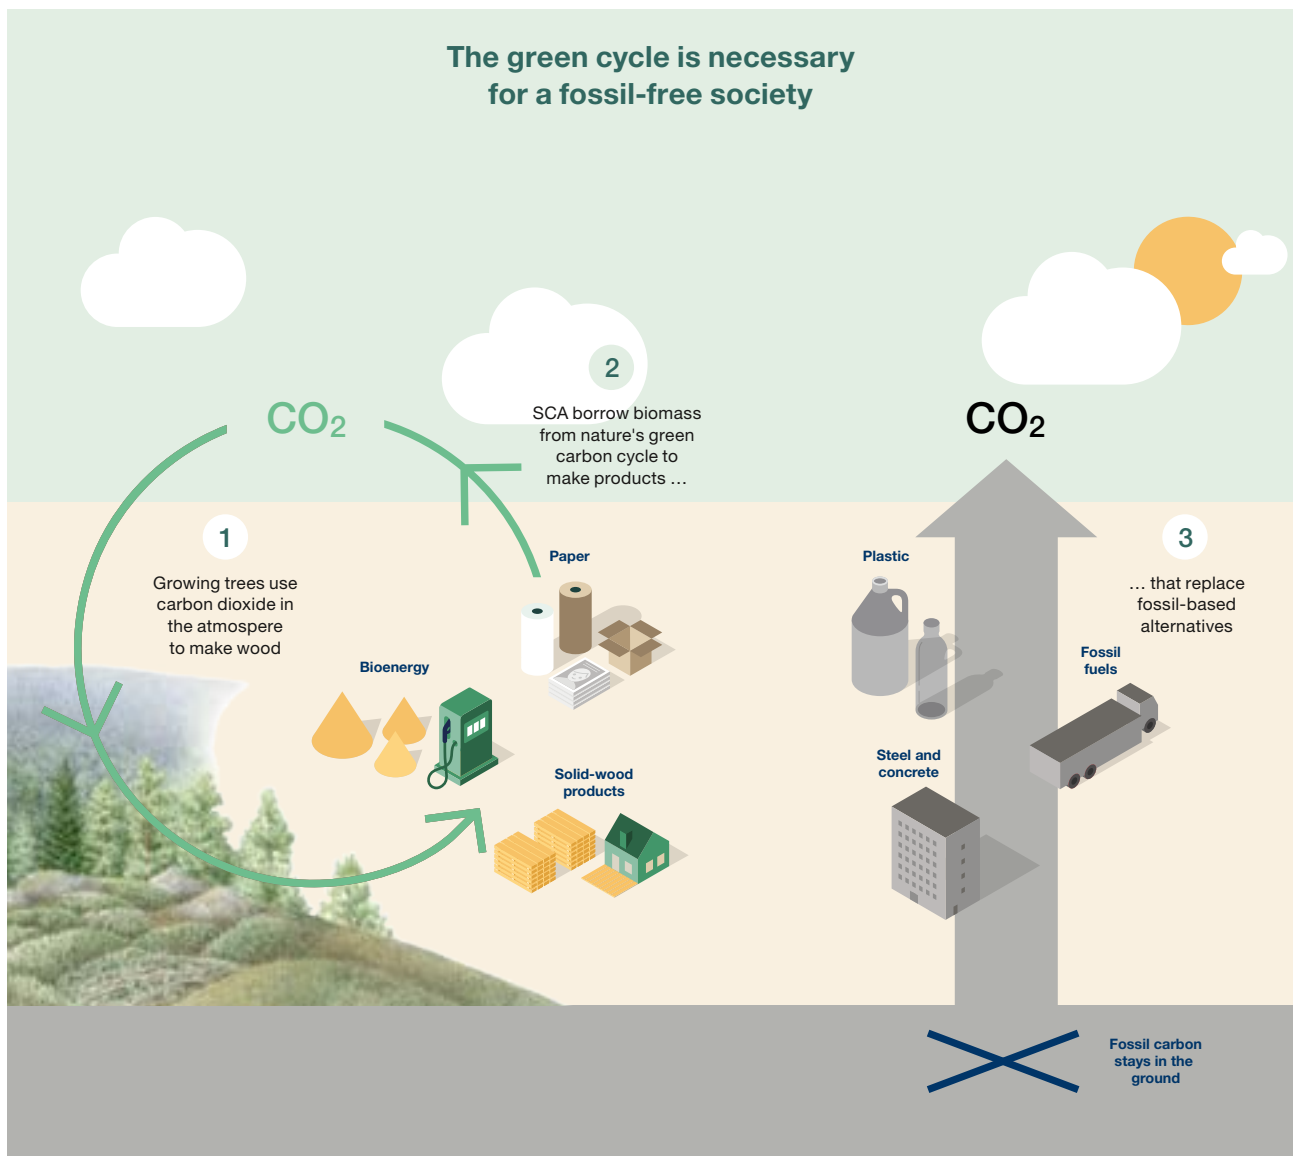 The green cycle is necessary
for a fossil-free society
CO₂
2
SCA borrow biomass
from nature's green
carbon cycle to
make products …
CO₂
1
Growing trees use
carbon dioxide in
the atmospere
to make wood
Paper
Bioenergy
Solid-wood
products
Plastic
3
… that replace
fossil-based
alternatives
Fossil
fuels
Steel and
concrete
Fossil carbon
stays in the
ground